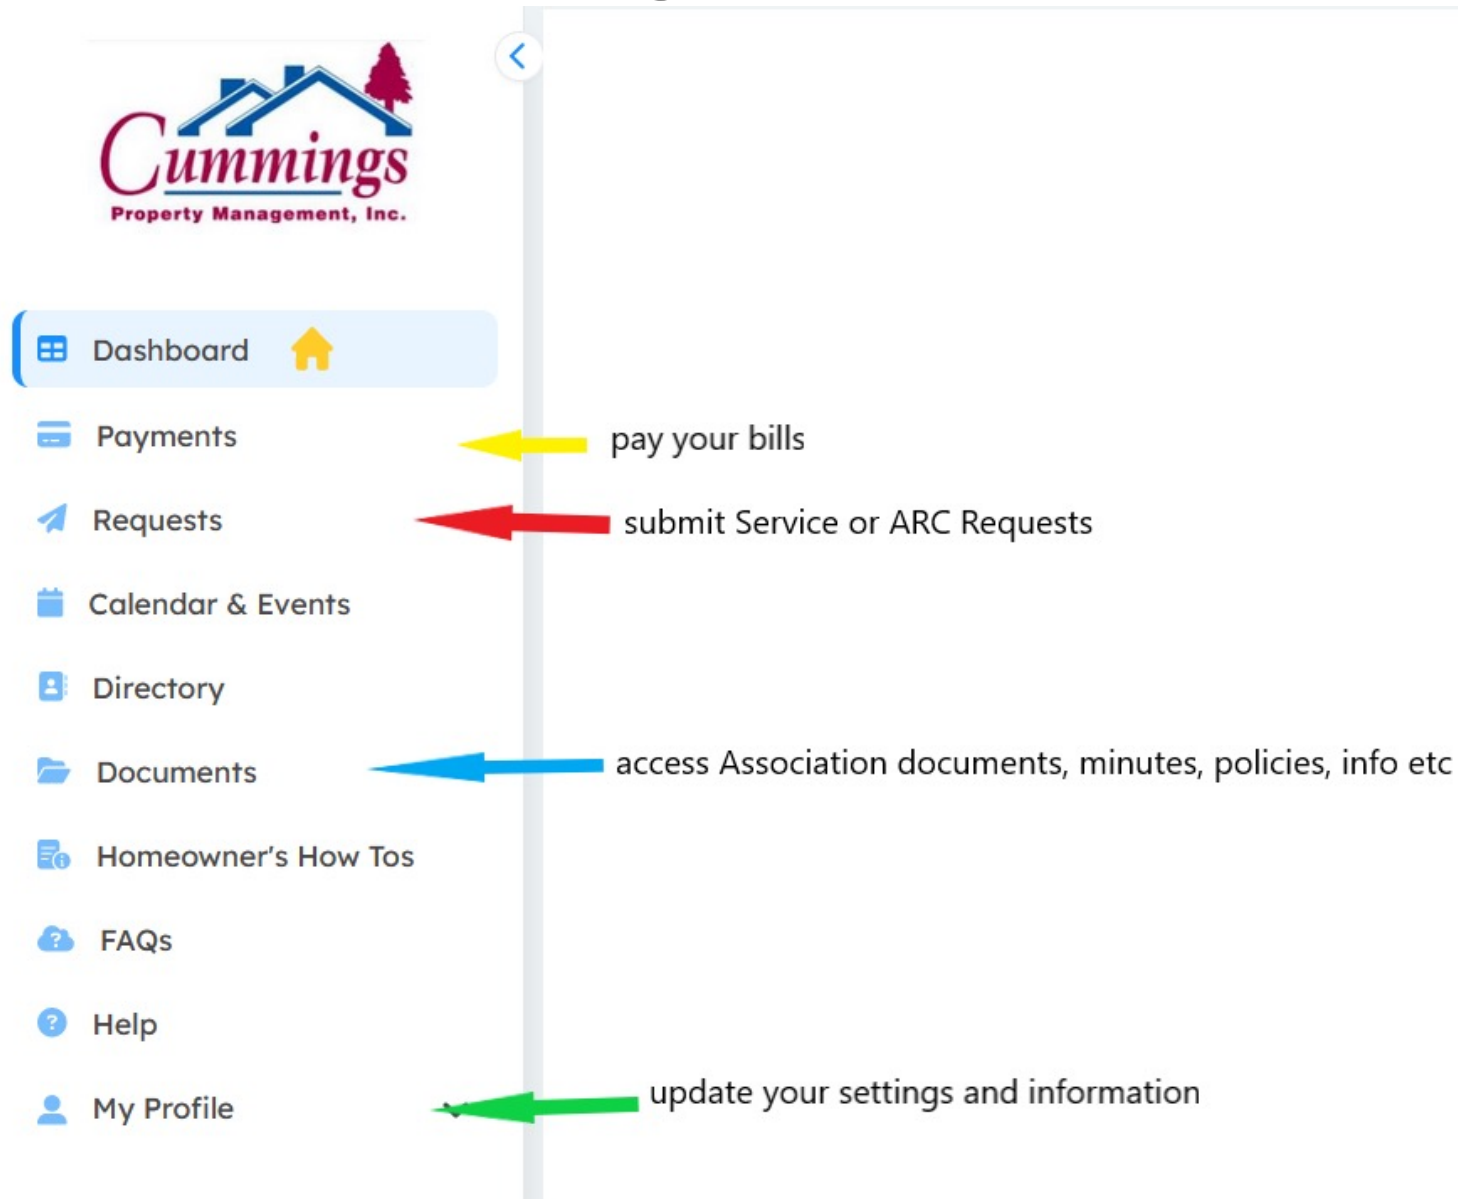 Cummings
Property Management, Inc.
Dashboard
Payments
pay your bills
Requests
submit Service or ARC Requests
Calendar & Events
Directory
Documents
access Association documents, minutes, policies, info etc
Homeowner's How Tos
FAQs
Help
My Profile
update your settings and information